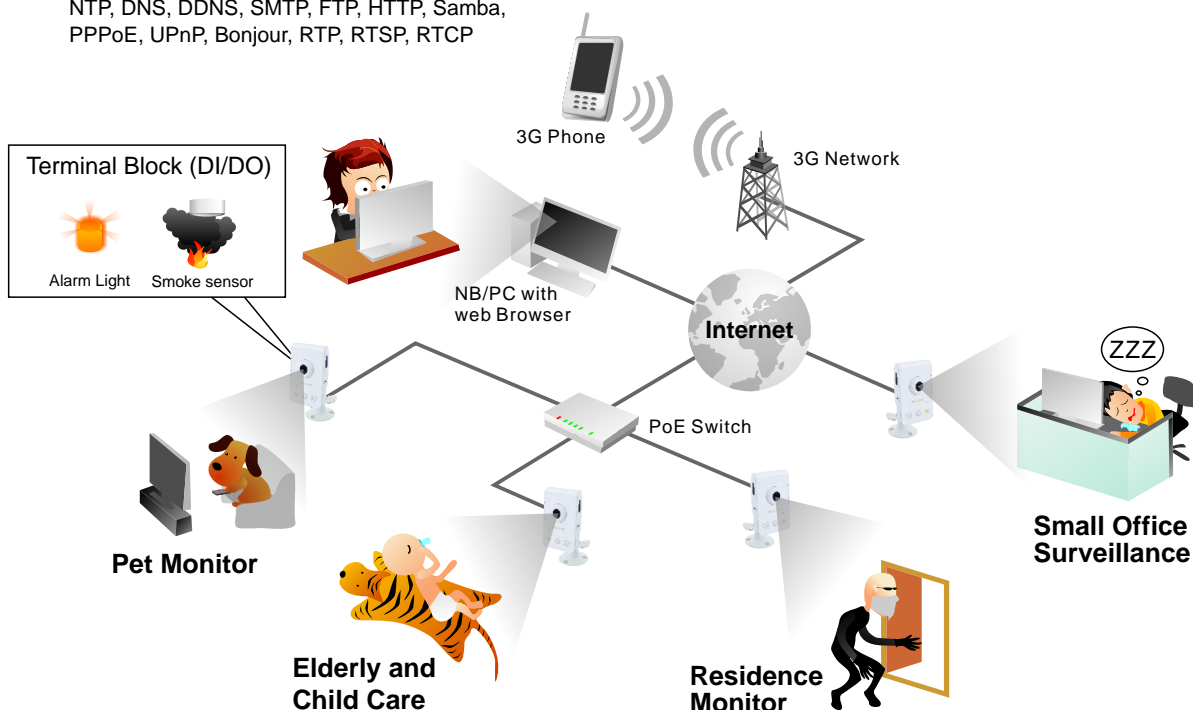 NTP, DNS, DDNS, SMTP, FTP, HTTP, Samba,
PPPoE, UPnP, Bonjour, RTP, RTSP, RTCP
3G Phone
3G Network
Terminal Block (DI/DO)
Alarm Light
Smoke sensor
NB/PC with
web Browser
Internet
ZZZ
PoE Switch
Pet Monitor
Small Office
Surveillance
Elderly and
Child Care
Residence
Monitor